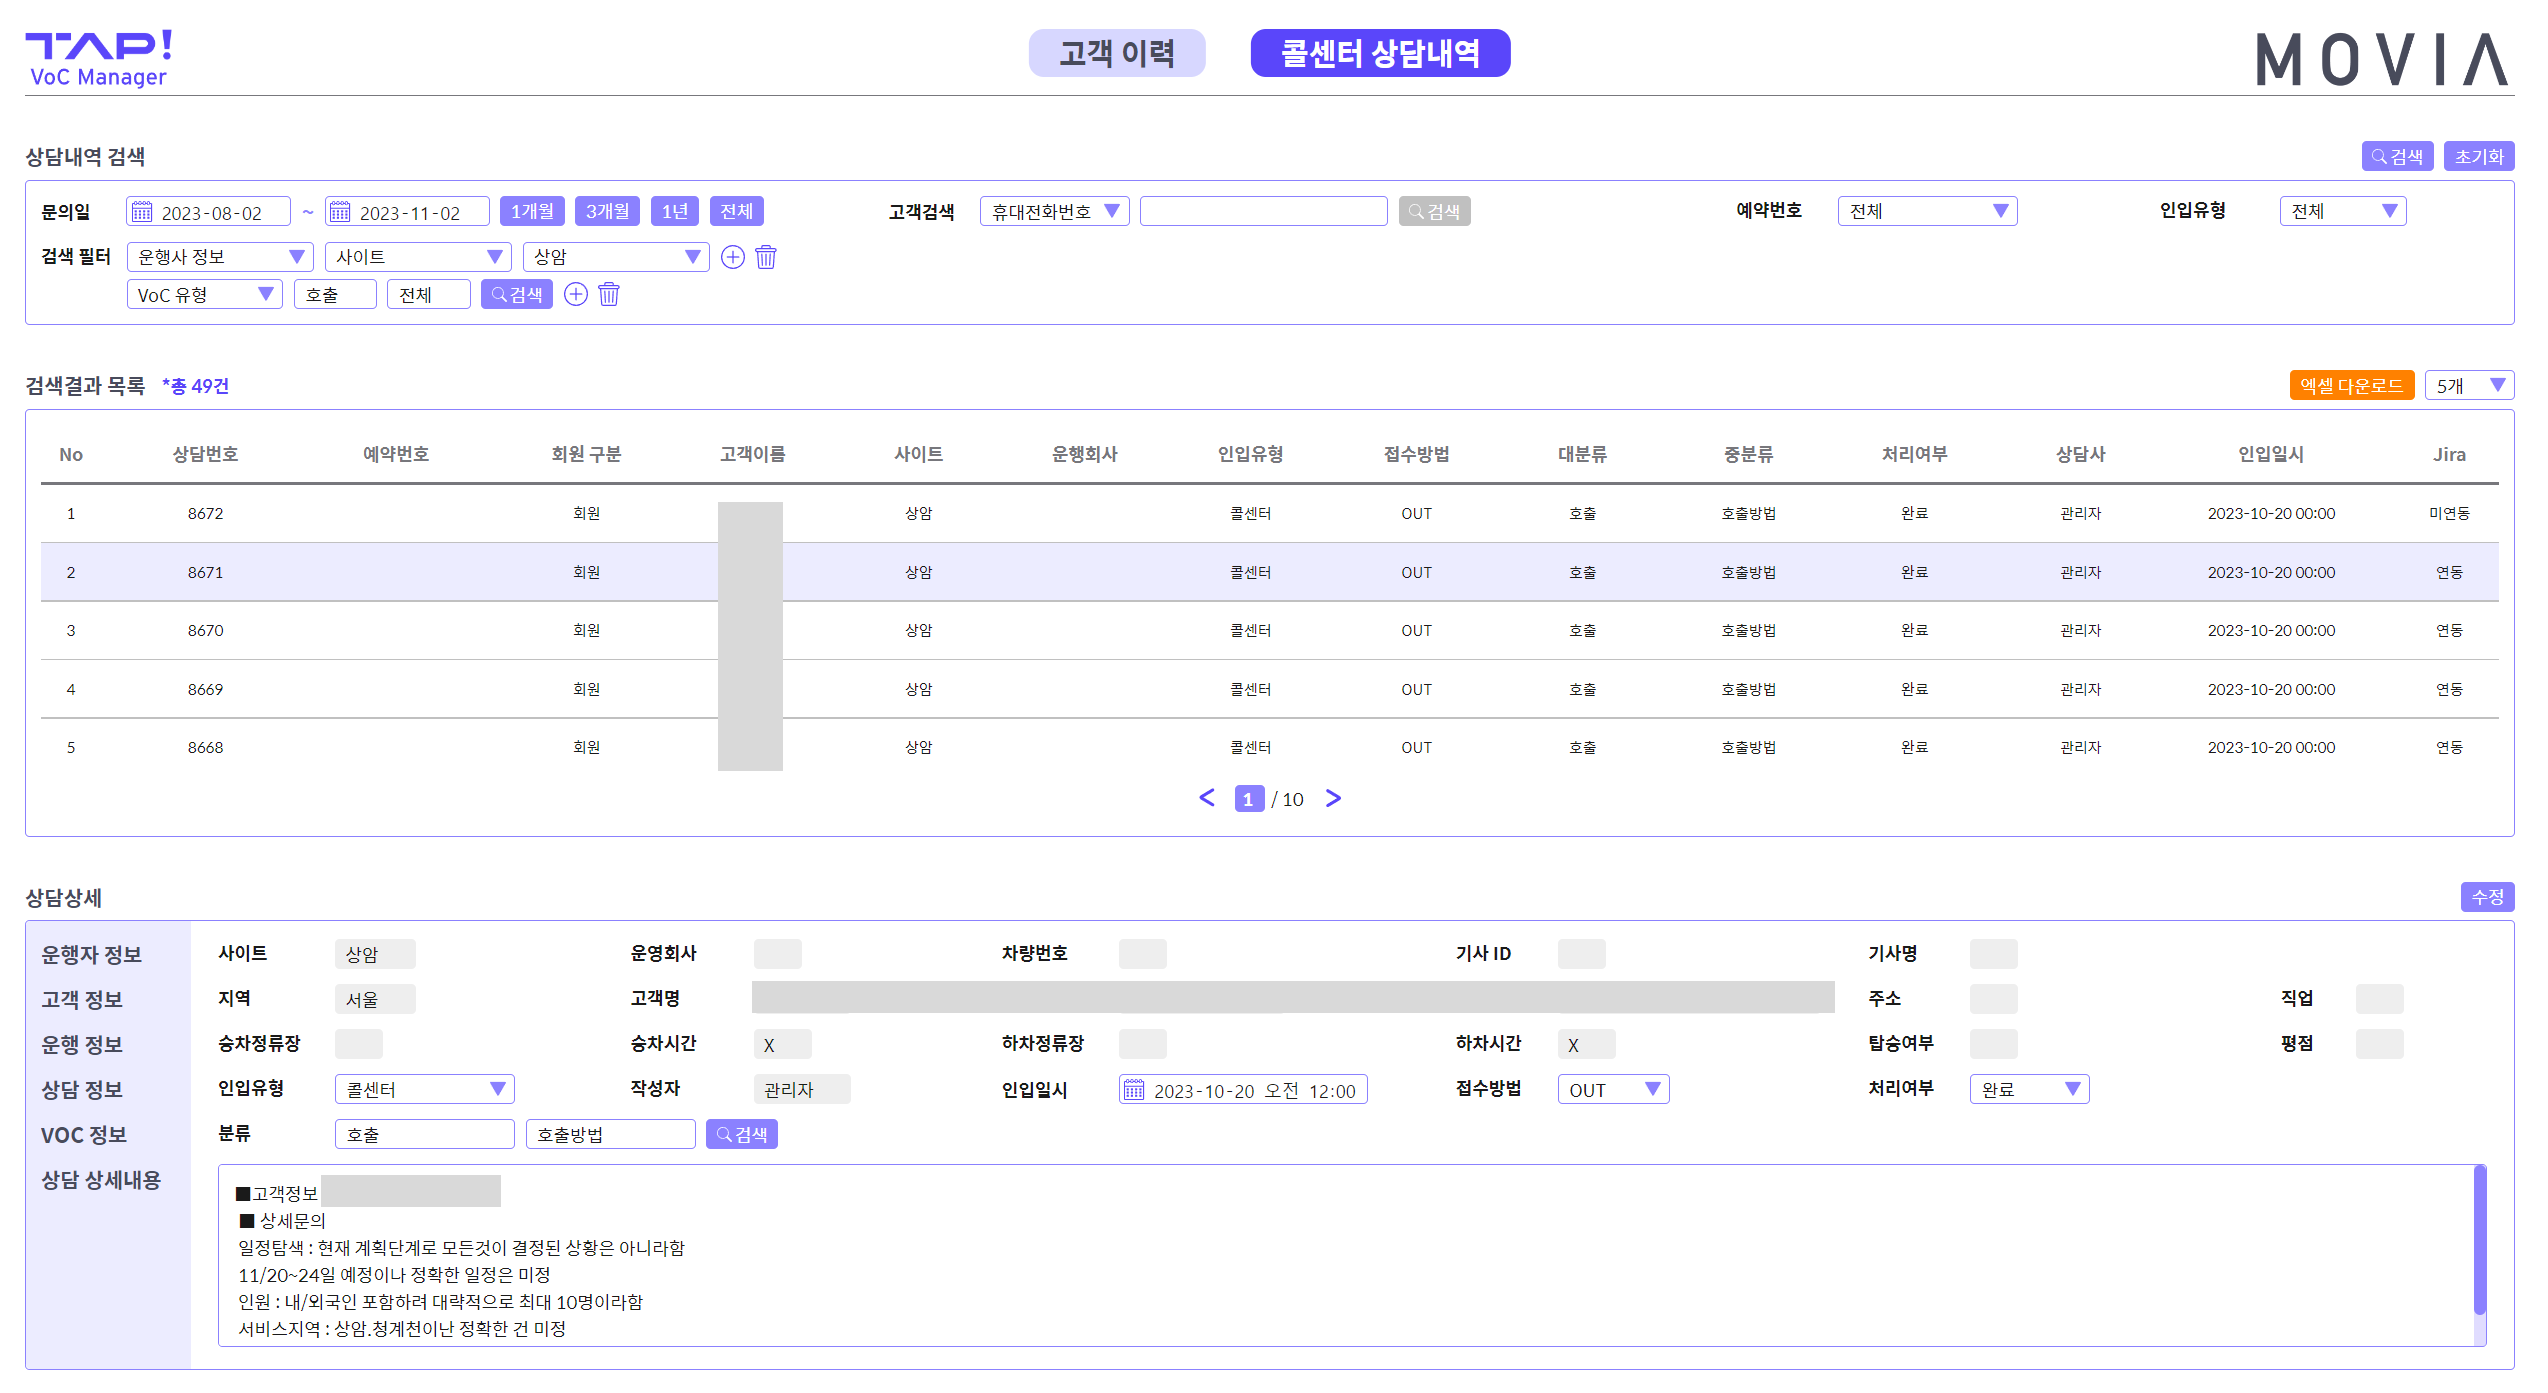 TAP!
VoC Manager
고객 이력
콜센터 상담내역
MOVIA
상담내역 검색
검색
초기화
문의일 2023-08-02 ~ 2023-11-02 1개월 3개월 1년 전체 고객검색 휴대전화번호 검색 예약번호 전체 인입유형 전체
검색 필터 운행사 정보 사이트 상암
VoC 유형 호출 전체 검색
검색결과 목록 *총 49건 엑셀 다운로드 5개
No 상담번호 예약번호 회원 구분 고객이름 사이트 운행회사 인입유형 접수방법 대분류 중분류 처리여부 상담사 인입일시 Jira
1 8672 회원 상암 콜센터 OUT 호출 호출방법 완료 관리자 2023-10-20 00:00 미연동
2 8671 회원 상암 콜센터 OUT 호출 호출방법 완료 관리자 2023-10-20 00:00 연동
3 8670 회원 상암 콜센터 OUT 호출 호출방법 완료 관리자 2023-10-20 00:00 연동
4 8669 회원 상암 콜센터 OUT 호출 호출방법 완료 관리자 2023-10-20 00:00 연동
5 8668 회원 상암 콜센터 OUT 호출 호출방법 완료 관리자 2023-10-20 00:00 연동
< 1 / 10 >
상담상세 수정
운행자 정보 사이트 상암 운영회사 차량번호 기사 ID 기사명
고객 정보 지역 서울 고객명 주소 직업
운행 정보 승차정류장 승차시간 X 하차정류장 하차시간 X 탑승여부 평점
상담 정보 인입유형 콜센터 작성자 관리자 인입일시 2023-10-20 오전 12:00 접수방법 OUT 처리여부 완료
VOC 정보 분류 호출 호출방법 검색
상담 상세내용
■고객정보
■ 상세문의
일정탐색 : 현재 계획단계로 모든것이 결정된 상황은 아니라함
11/20~24일 예정이나 정확한 일정은 미정
인원 : 내/외국인 포함하려 대략적으로 최대 10명이라함
서비스지역 : 상암.청계천이난 정확한 건 미정